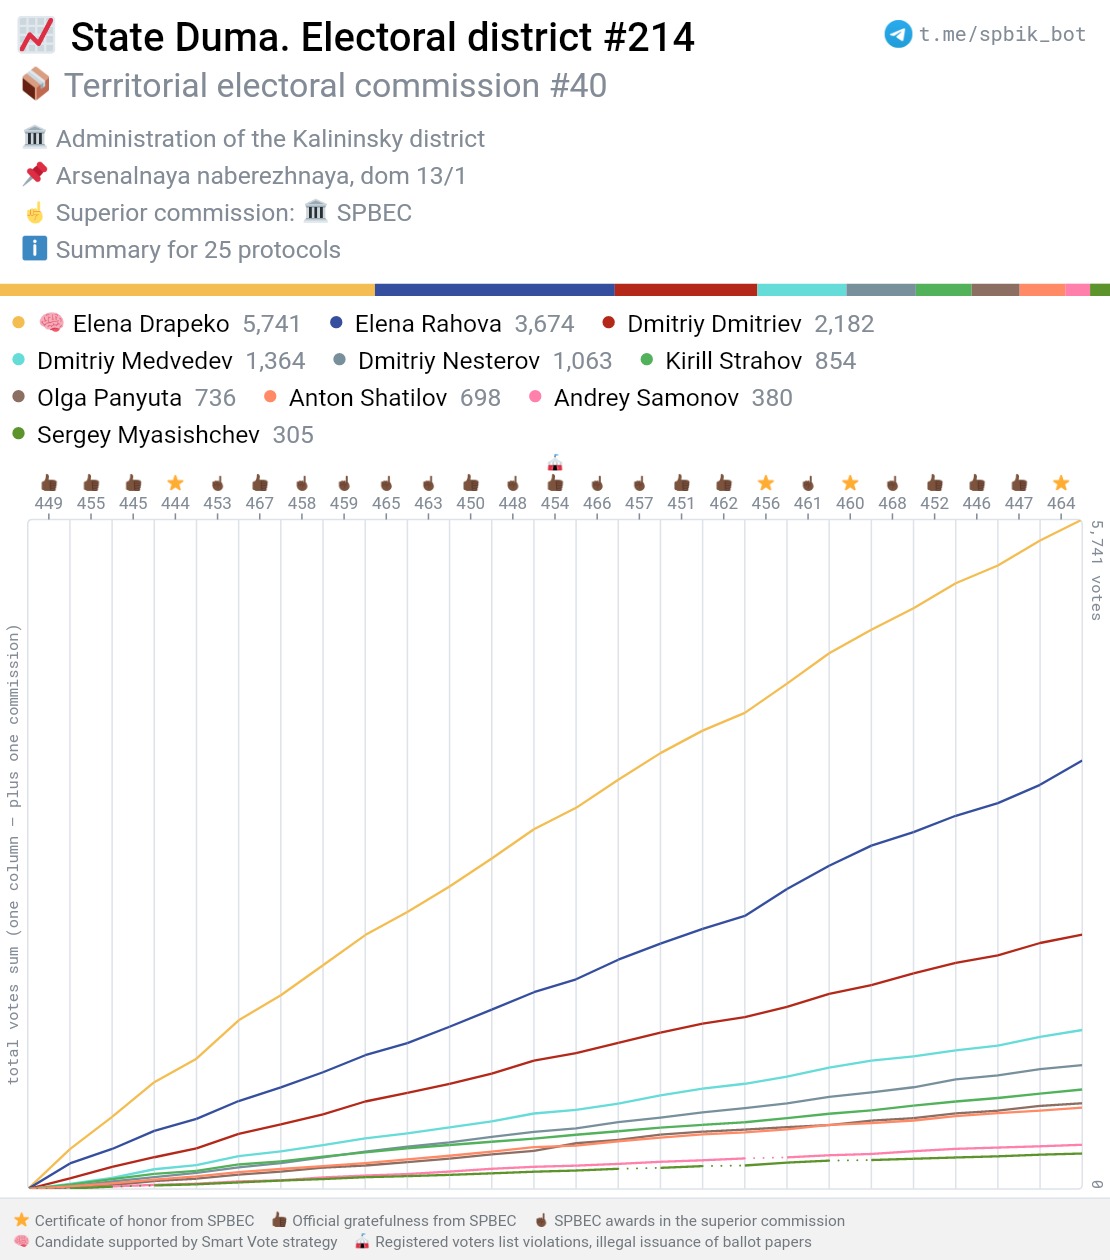 State Duma. Electoral district #214
t.me/spbik_bot
Territorial electoral commission #40
Administration of the Kalininsky district
Arsenalnaya naberezhnaya, dom 13/1
Superior commission: SPBEC
Summary for 25 protocols
Elena Drapeko 5,741 Elena Rahova 3,674 Dmitriy Dmitriev 2,182
Dmitriy Medvedev 1,364 Dmitriy Nesterov 1,063 Kirill Strahov 854
Olga Panyuta 736 Anton Shatilov 698 Andrey Samonov 380
Sergey Myasishchev 305
449 455 445 444 453 467 458 459 465 463 450 448 454 466 457 451 462 456 461 460 468 452 446 447 464
5,741 votes
total votes sum (one column – plus one commission)
0
Certificate of honor from SPBEC Official gratefulness from SPBEC SPBEC awards in the superior commission
Candidate supported by Smart Vote strategy Registered voters list violations, illegal issuance of ballot papers